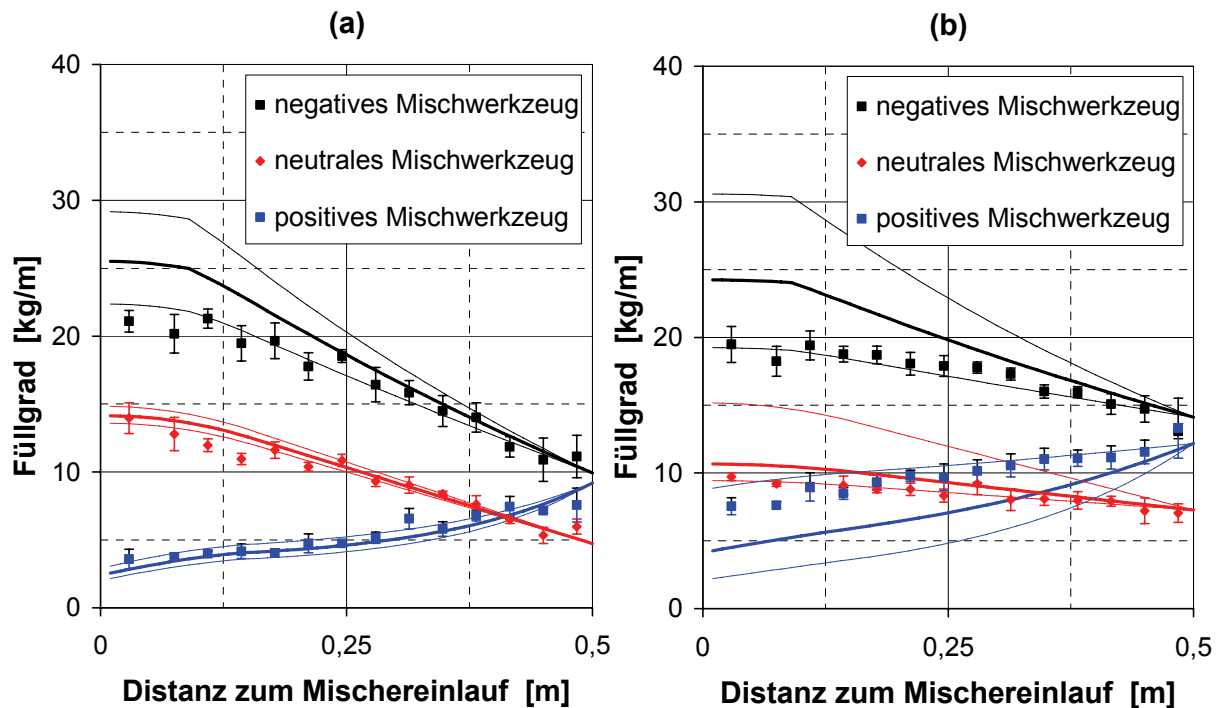 (a)
40
30
20
10
0
0
0,25
0,5
Füllgrad [kg/m]
Distanz zum Mischereinlauf [m]
negatives Mischwerkzeug
neutrales Mischwerkzeug
positives Mischwerkzeug
(b)
40
30
20
10
0
0
0,25
0,5
Füllgrad [kg/m]
Distanz zum Mischereinlauf [m]
negatives Mischwerkzeug
neutrales Mischwerkzeug
positives Mischwerkzeug